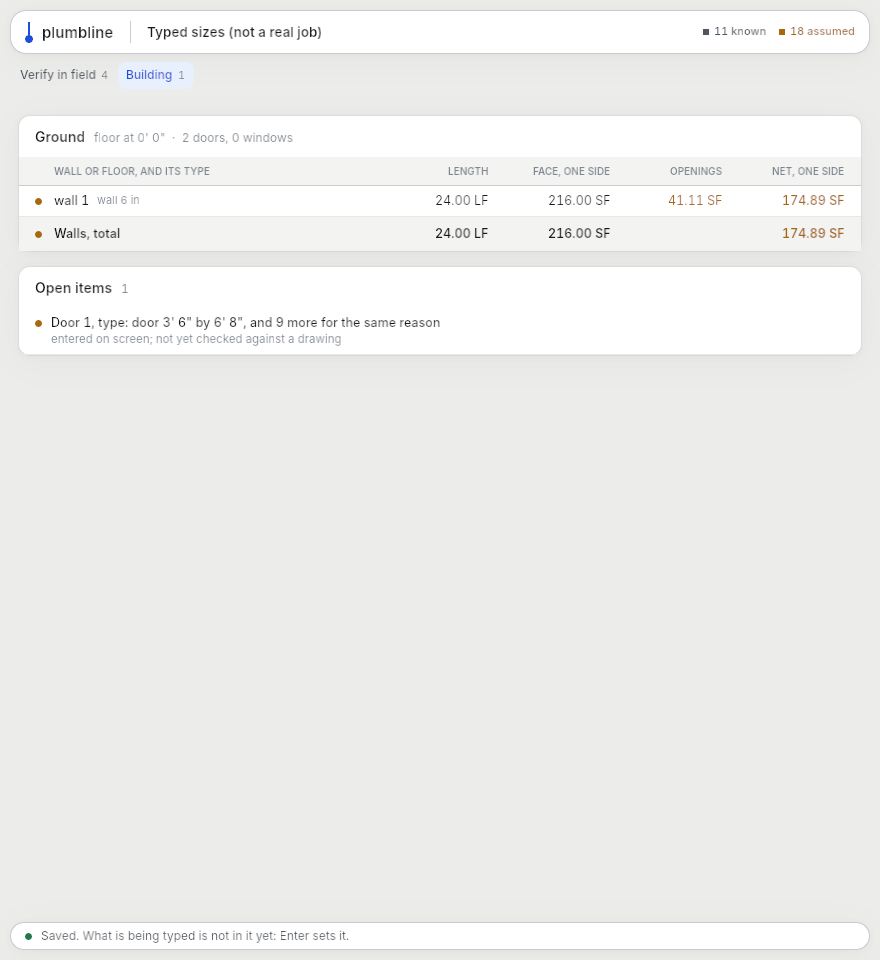 plumbline Typed sizes (not a real job) 11 known 18 assumed
Verify in field 4 Building 1
Ground floor at 0' 0" · 2 doors, 0 windows
WALL OR FLOOR, AND ITS TYPE LENGTH FACE, ONE SIDE OPENINGS NET, ONE SIDE
wall 1 wall 6 in 24.00 LF 216.00 SF 41.11 SF 174.89 SF
Walls, total 24.00 LF 216.00 SF 174.89 SF
Open items 1
Door 1, type: door 3' 6" by 6' 8", and 9 more for the same reason
entered on screen; not yet checked against a drawing
Saved. What is being typed is not in it yet: Enter sets it.